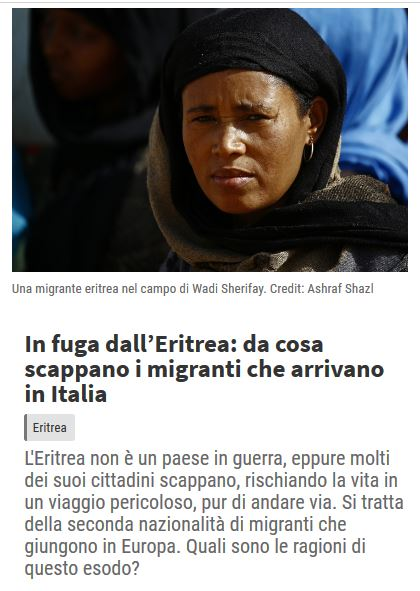 Una migrante eritrea nel campo di Wadi Sherifay. Credit: Ashraf Shazl
In fuga dall’Eritrea: da cosa
scappano i migranti che arrivano
in Italia
Eritrea
L'Eritrea non è un paese in guerra, eppure molti
dei suoi cittadini scappano, rischiando la vita in
un viaggio pericoloso, pur di andare via. Si tratta
della seconda nazionalità di migranti che
giungono in Europa. Quali sono le ragioni di
questo esodo?